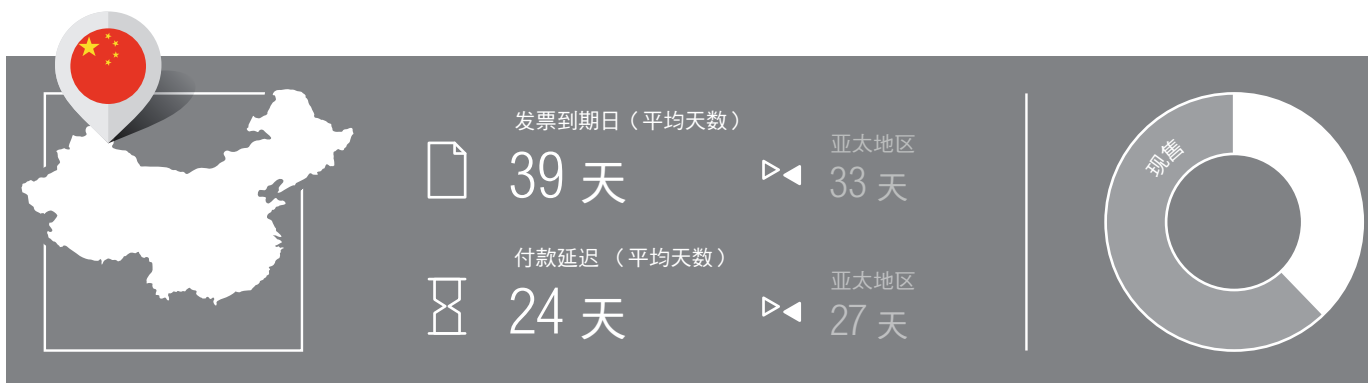 发票到期日（平均天数）
39 天
亚太地区
33 天
付款延迟 （平均天数）
24 天
亚太地区
27 天
现售